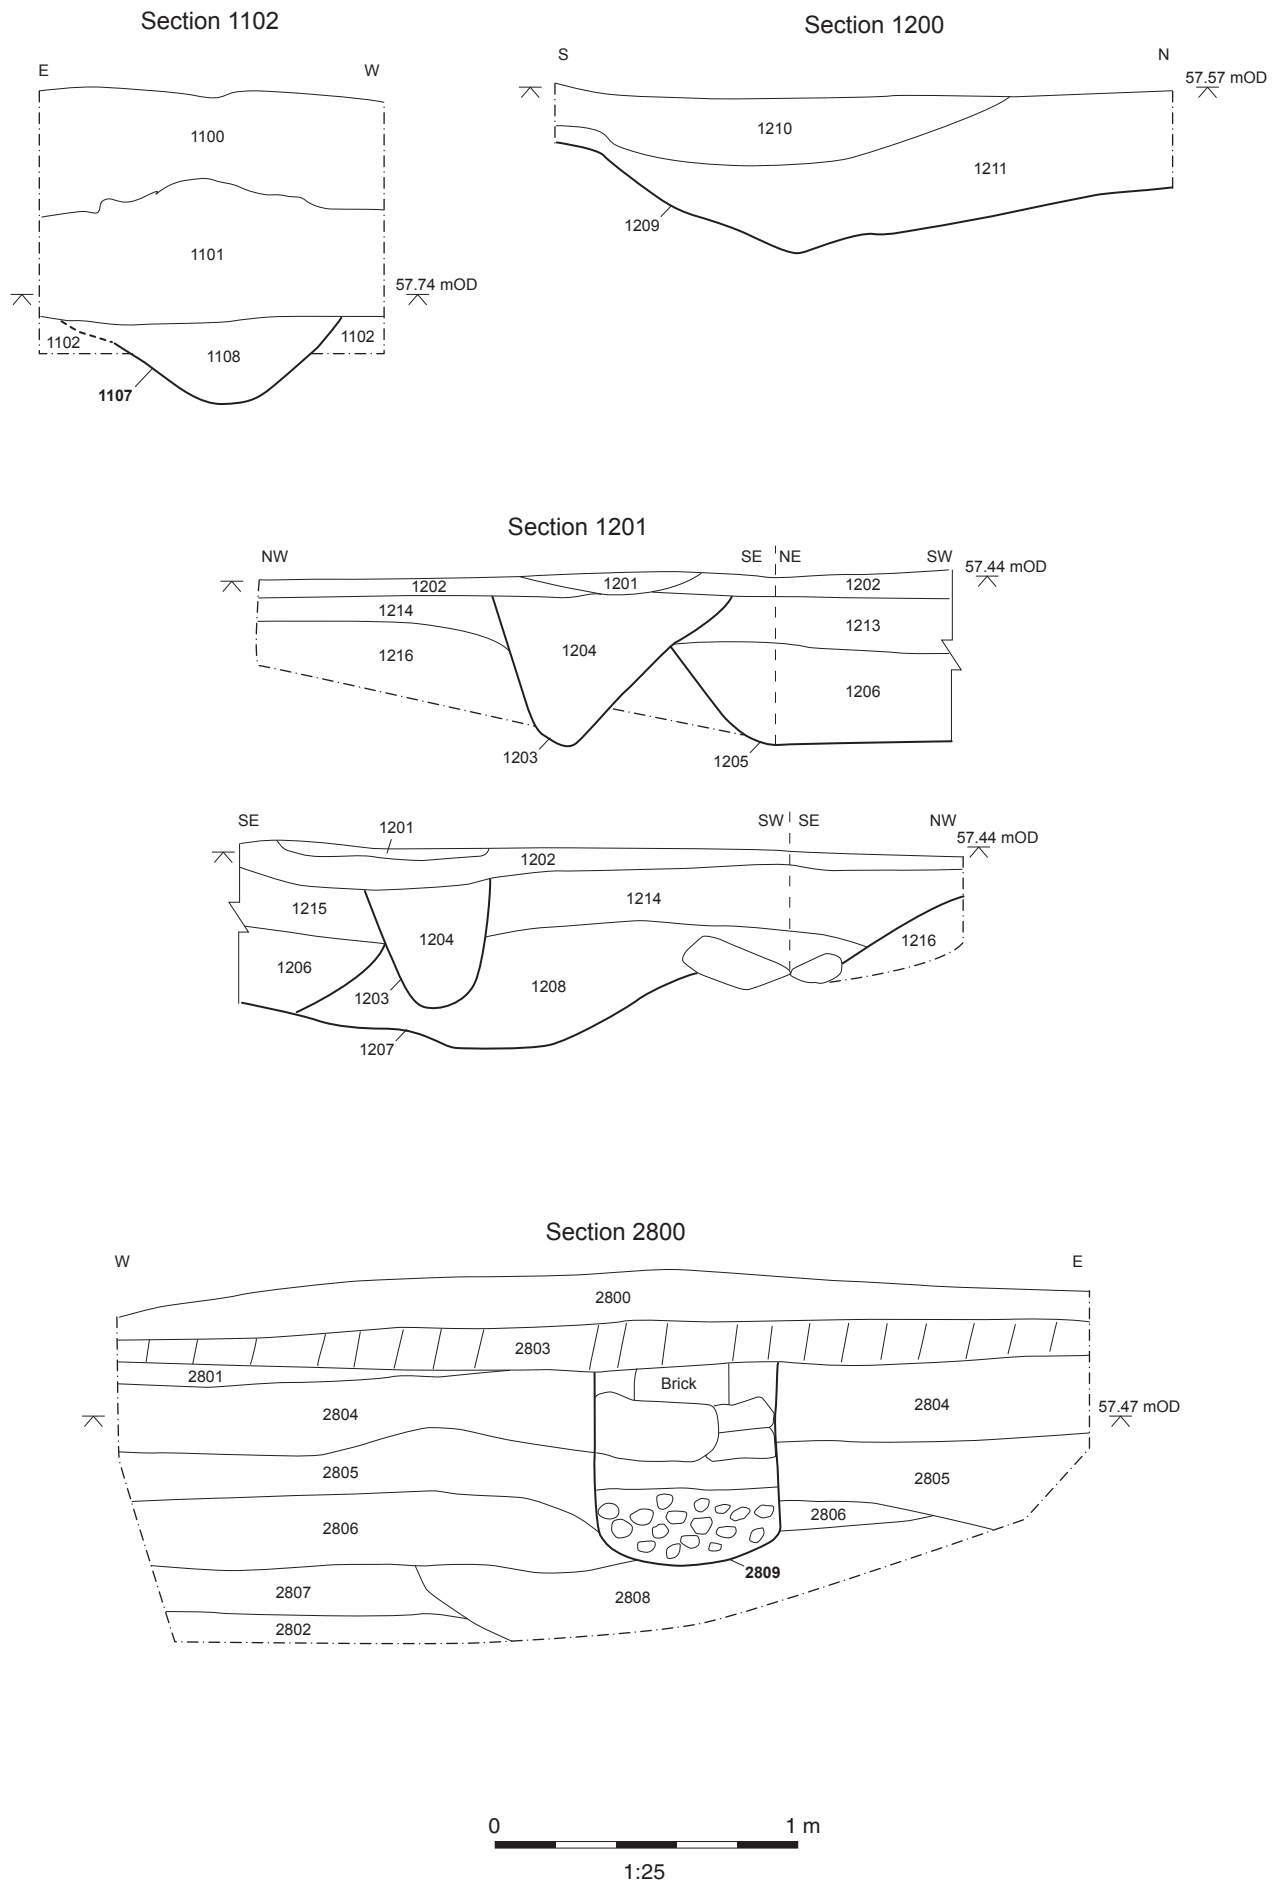 Section 1102
E W
1100
1101
57.74 mOD
1102 1108 1102
1107
Section 1200
S N
57.57 mOD
1210
1211
1209
Section 1201
NW SE NE SW
57.44 mOD
1202 1201 1202
1214 1213
1216 1204 1206
1203 1205
SE 1201 SW SE NW
57.44 mOD
1202
1215 1214
1204 1216
1206 1208
1203
1207
Section 2800
W E
2800
2803
2801 Brick
2804 2804
57.47 mOD
2805 2805
2806 2806
2809
2807 2808
2802
0 1 m
1:25